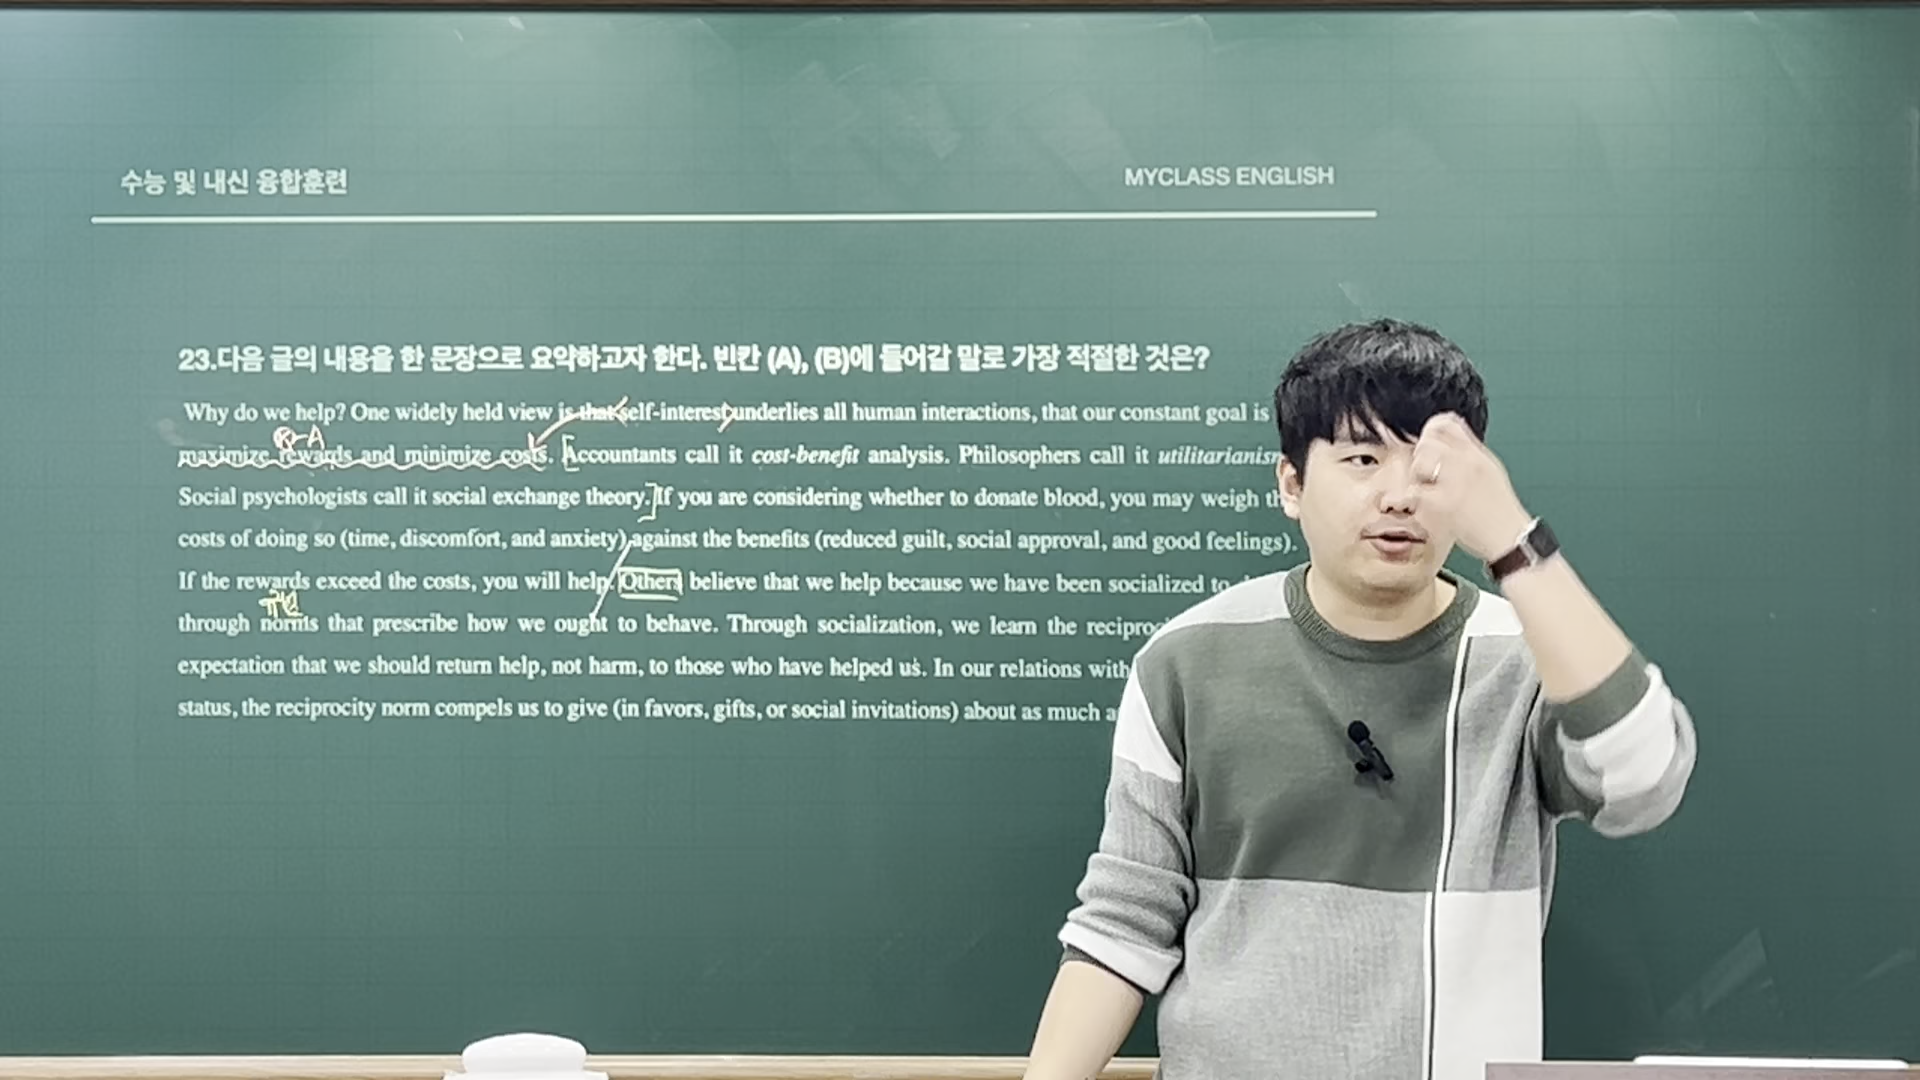 수능 및 내신 융합훈련
MYCLASS ENGLISH
23.다음 글의 내용을 한 문장으로 요약하고자 한다. 빈칸 (A), (B)에 들어갈 말로 가장 적절한 것은?
Why do we help? One widely held view is that self-interest underlies all human interactions, that our constant goal is
R-A
maximize rewards and minimize costs. Accountants call it cost-benefit analysis. Philosophers call it
Social psychologists call it social exchange theory. If you are considering whether to donate blood, you may weigh
costs of doing so (time, discomfort, and anxiety) against the benefits (reduced guilt, social approval, and good feelings).
If the rewards exceed the costs, you will help. Others believe that we help because we have been socialized to
규범
through norms that prescribe how we ought to behave. Through socialization, we learn the
expectation that we should return help, not harm, to those who have helped us. In our relations with
status, the reciprocity norm compels us to give (in favors, gifts, or social invitations) about as much